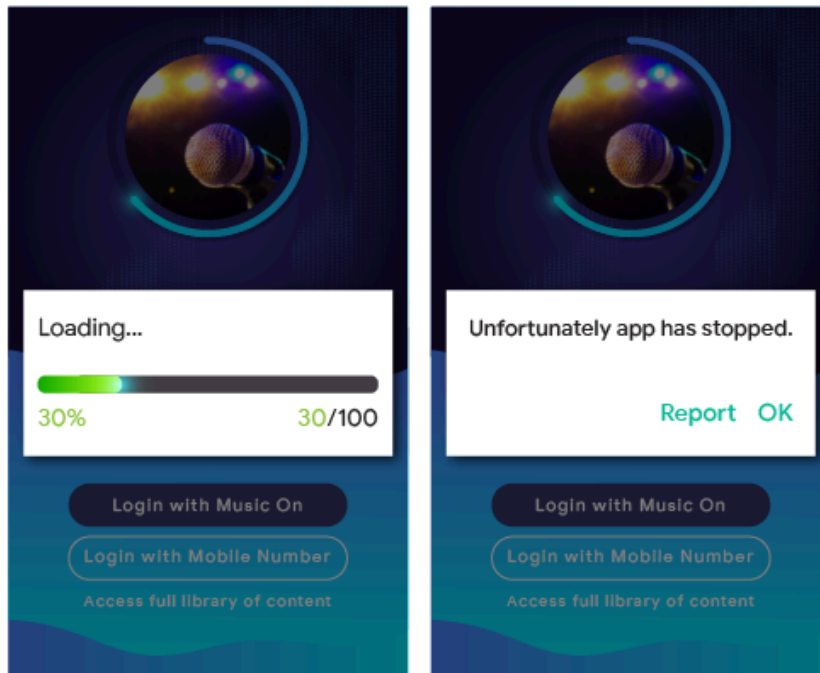 Loading...
30% 30/100
Login with Music On
Login with Mobile Number
Access full library of content
Unfortunately app has stopped.
Report OK
Login with Music On
Login with Mobile Number
Access full library of content